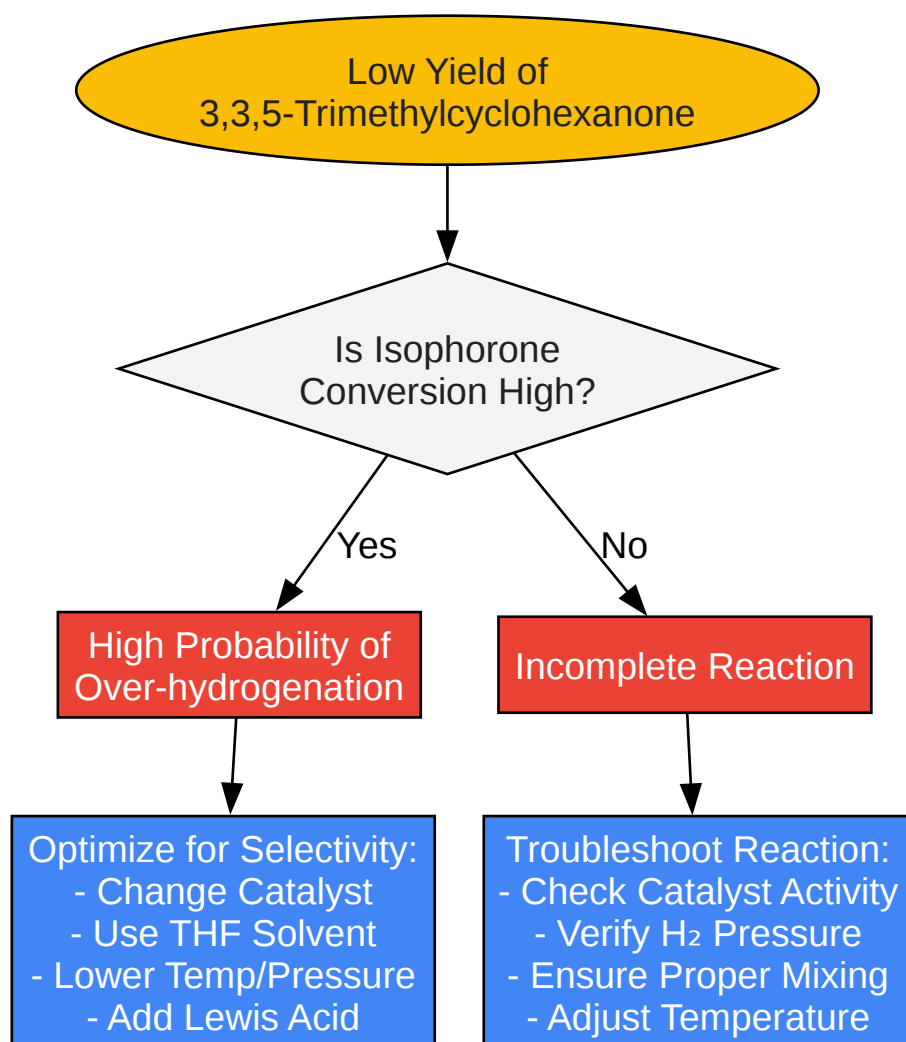 Low Yield of
3,3,5-Trimethylcyclohexanone
Is Isophorone
Conversion High?
Yes
No
High Probability of
Over-hydrogenation
Incomplete Reaction
Optimize for Selectivity:
- Change Catalyst
- Use THF Solvent
- Lower Temp/Pressure
- Add Lewis Acid
Troubleshoot Reaction:
- Check Catalyst Activity
- Verify H₂ Pressure
- Ensure Proper Mixing
- Adjust Temperature